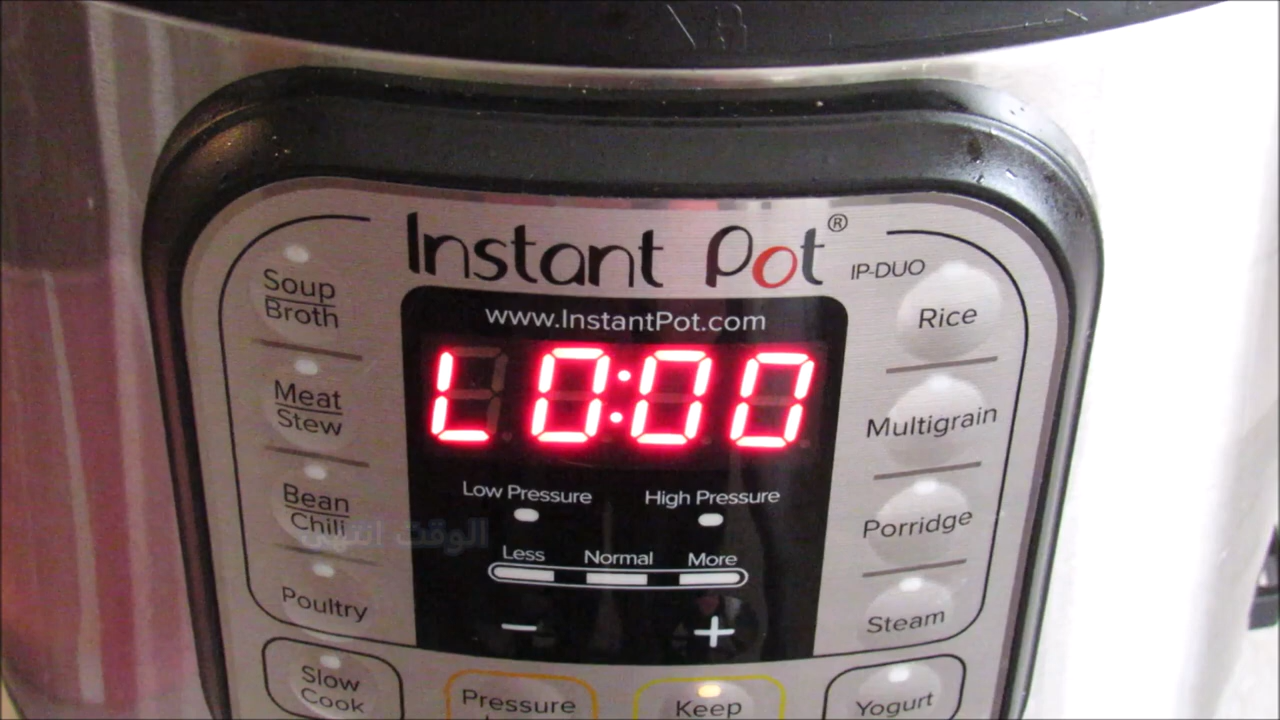 Instant Pot®
IP-DUO
www.InstantPot.com
L0:00
Soup
Broth
Meat
Stew
Bean
Chili
Poultry
Slow
Cook
Low Pressure
High Pressure
Less
Normal
More
−
+
Pressure
Keep
Rice
Multigrain
Porridge
Steam
Yogurt
الوقت انتهى